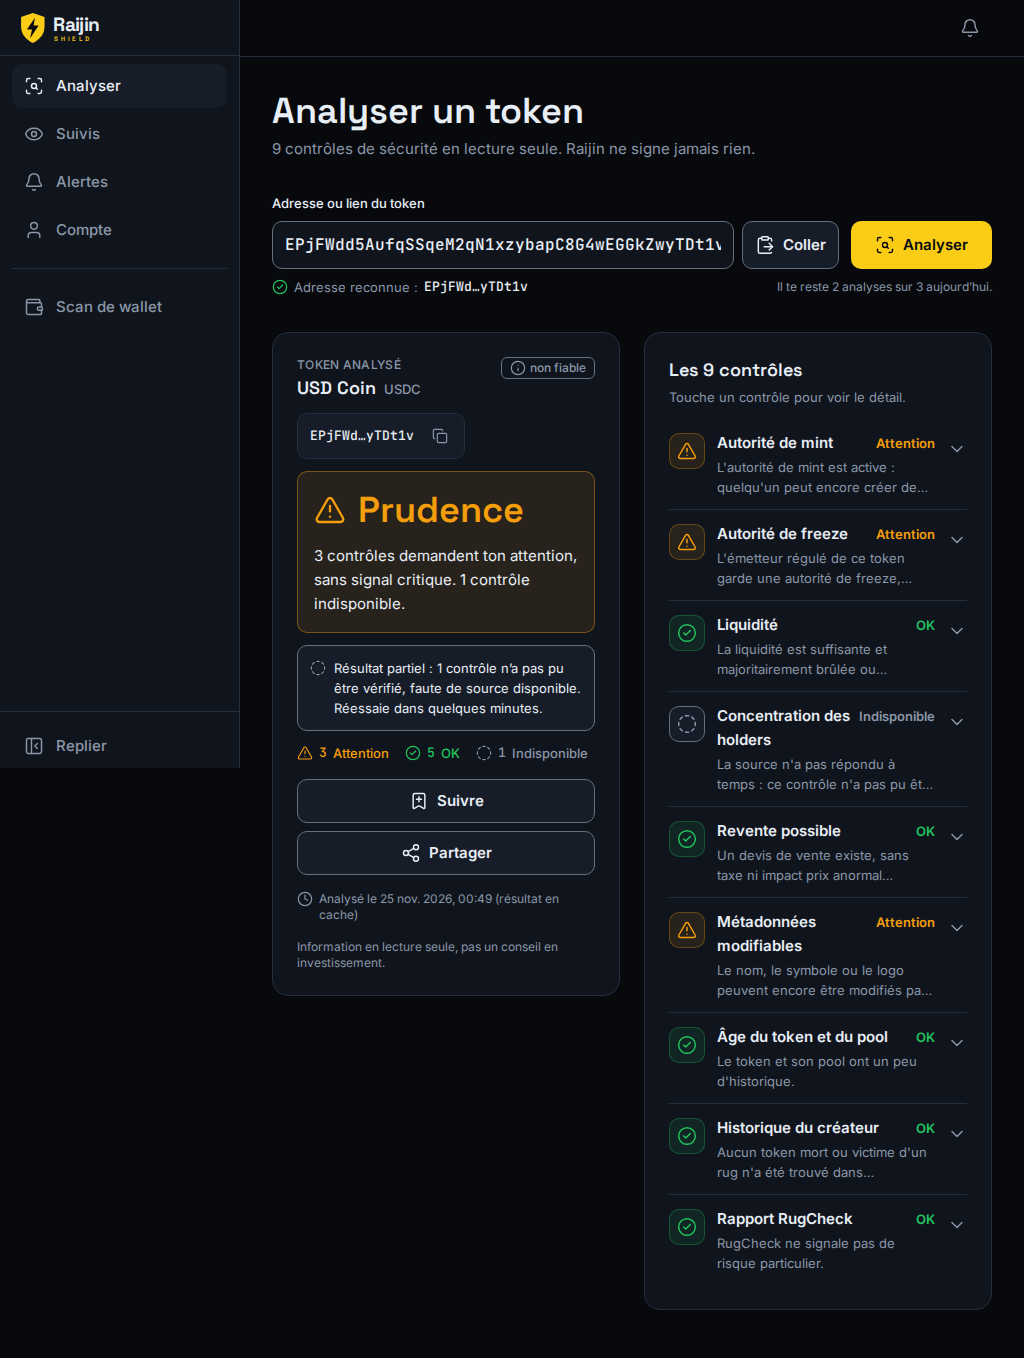 Raijin
SHIELD
Analyser
Suivis
Alertes
Compte
Scan de wallet
Replier
Analyser un token
9 contrôles de sécurité en lecture seule. Raijin ne signe jamais rien.
Adresse ou lien du token
EPjFWdd5AufqSSqeM2qN1xzybapC8G4wEGGkZwyTDt1v
Coller
Analyser
Adresse reconnue : EPjFWd…yTDt1v
Il te reste 2 analyses sur 3 aujourd’hui.
TOKEN ANALYSÉ
non fiable
USD Coin USDC
EPjFWd…yTDt1v
Prudence
3 contrôles demandent ton attention,
sans signal critique. 1 contrôle
indisponible.
Résultat partiel : 1 contrôle n’a pas pu
être vérifié, faute de source disponible.
Réessaie dans quelques minutes.
3 Attention 5 OK 1 Indisponible
Suivre
Partager
Analysé le 25 nov. 2026, 00:49 (résultat en
cache)
Information en lecture seule, pas un conseil en
investissement.
Les 9 contrôles
Touche un contrôle pour voir le détail.
Autorité de mint Attention
L'autorité de mint est active :
quelqu'un peut encore créer de…
Autorité de freeze Attention
L'émetteur régulé de ce token
garde une autorité de freeze,…
Liquidité OK
La liquidité est suffisante et
majoritairement brûlée ou…
Concentration des Indisponible
holders
La source n'a pas répondu à
temps : ce contrôle n'a pas pu êt…
Revente possible OK
Un devis de vente existe, sans
taxe ni impact prix anormal…
Métadonnées Attention
modifiables
Le nom, le symbole ou le logo
peuvent encore être modifiés pa…
Âge du token et du pool OK
Le token et son pool ont un peu
d'historique.
Historique du créateur OK
Aucun token mort ou victime d'un
rug n'a été trouvé dans…
Rapport RugCheck OK
RugCheck ne signale pas de
risque particulier.